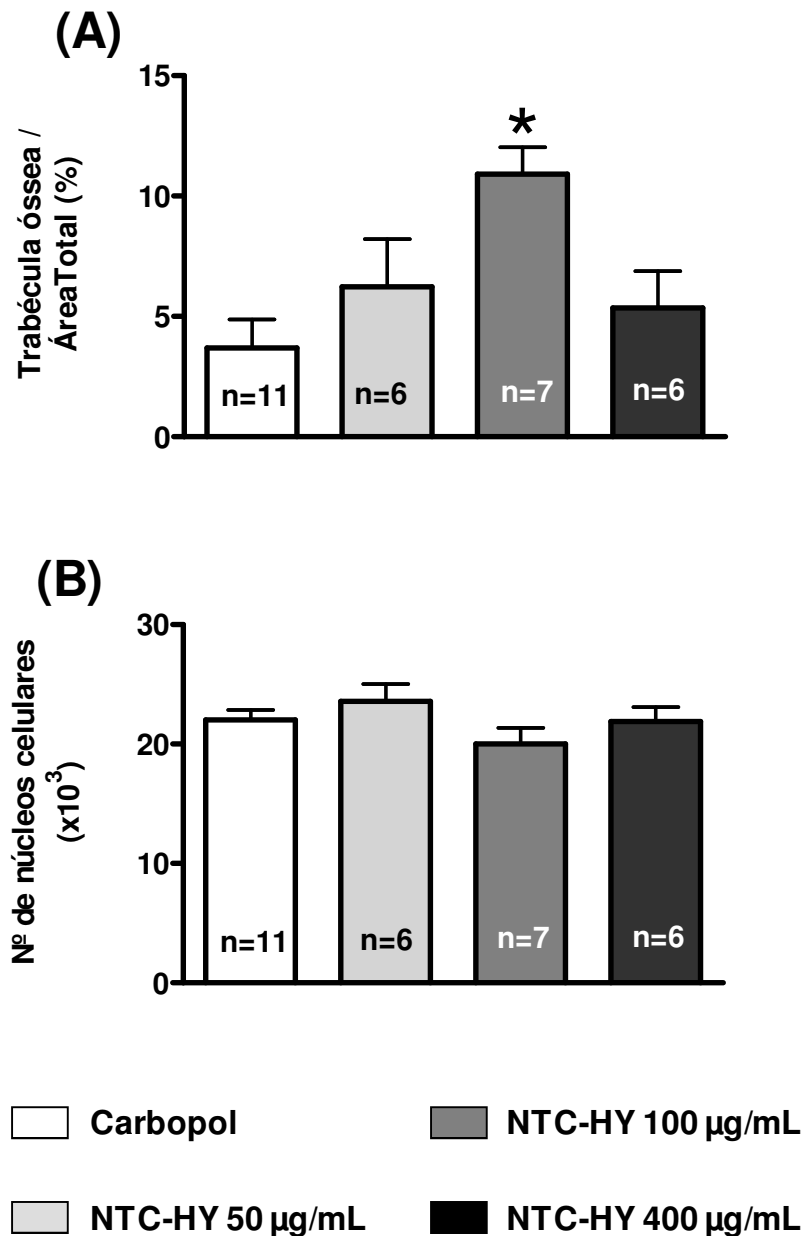 (A)
Trabécula óssea /
ÁreaTotal (%)
15
10
5
0
*
n=11
n=6
n=7
n=6
(B)
Nº de núcleos celulares
(x10³)
30
20
10
0
n=11
n=6
n=7
n=6
Carbopol
NTC-HY 100 µg/mL
NTC-HY 50 µg/mL
NTC-HY 400 µg/mL